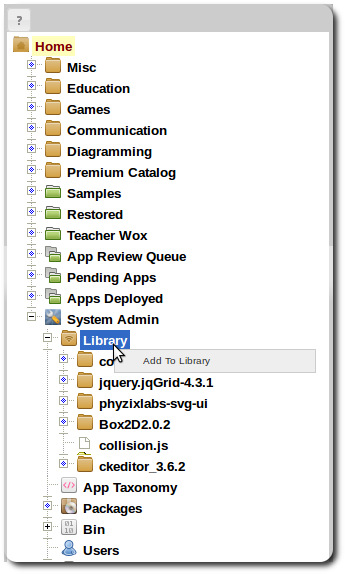 ?
Home
Misc
Education
Games
Communication
Diagramming
Premium Catalog
Samples
Restored
Teacher Wox
App Review Queue
Pending Apps
Apps Deployed
System Admin
Library
co
Add To Library
jquery.jqGrid-4.3.1
phyzixlabs-svg-ui
Box2D2.0.2
collision.js
ckeditor_3.6.2
App Taxonomy
Packages
Bin
Users